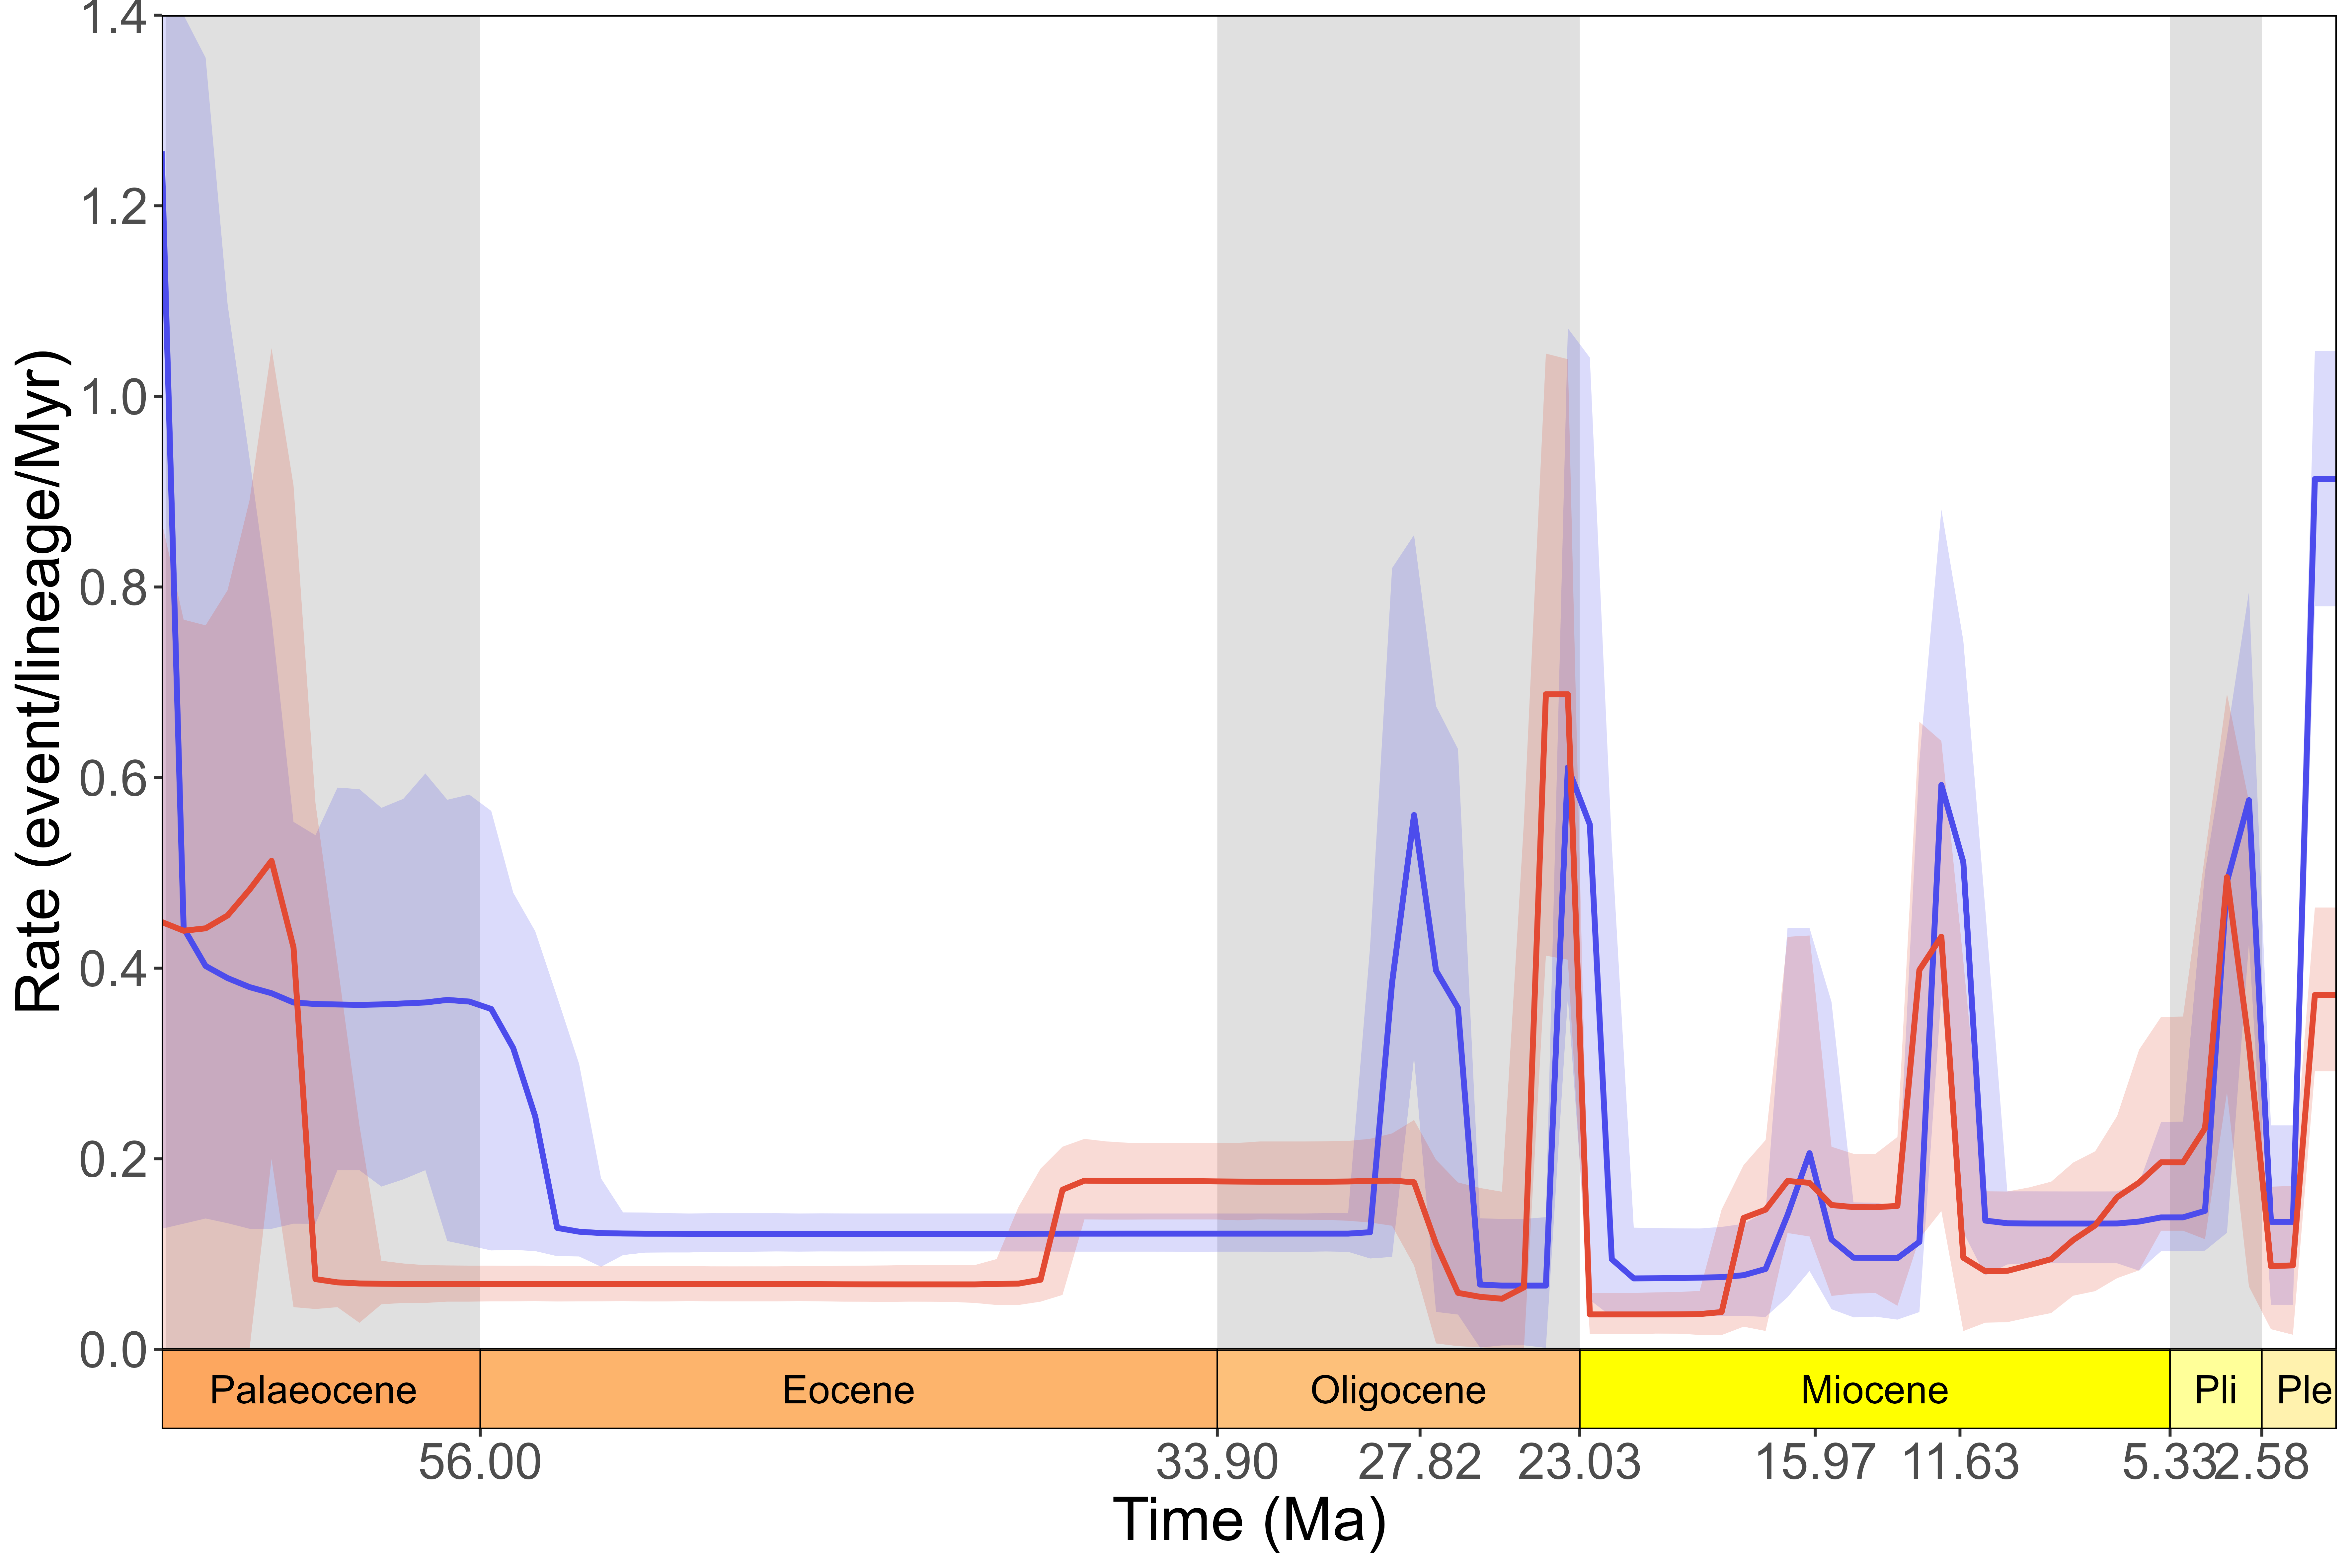 1.4
1.2
1.0
0.8
0.6
0.4
0.2
0.0
Rate (event/lineage/Myr)
Palaeocene Eocene Oligocene Miocene Pli Ple
56.00 33.90 27.82 23.03 15.97 11.63 5.33 2.58
Time (Ma)